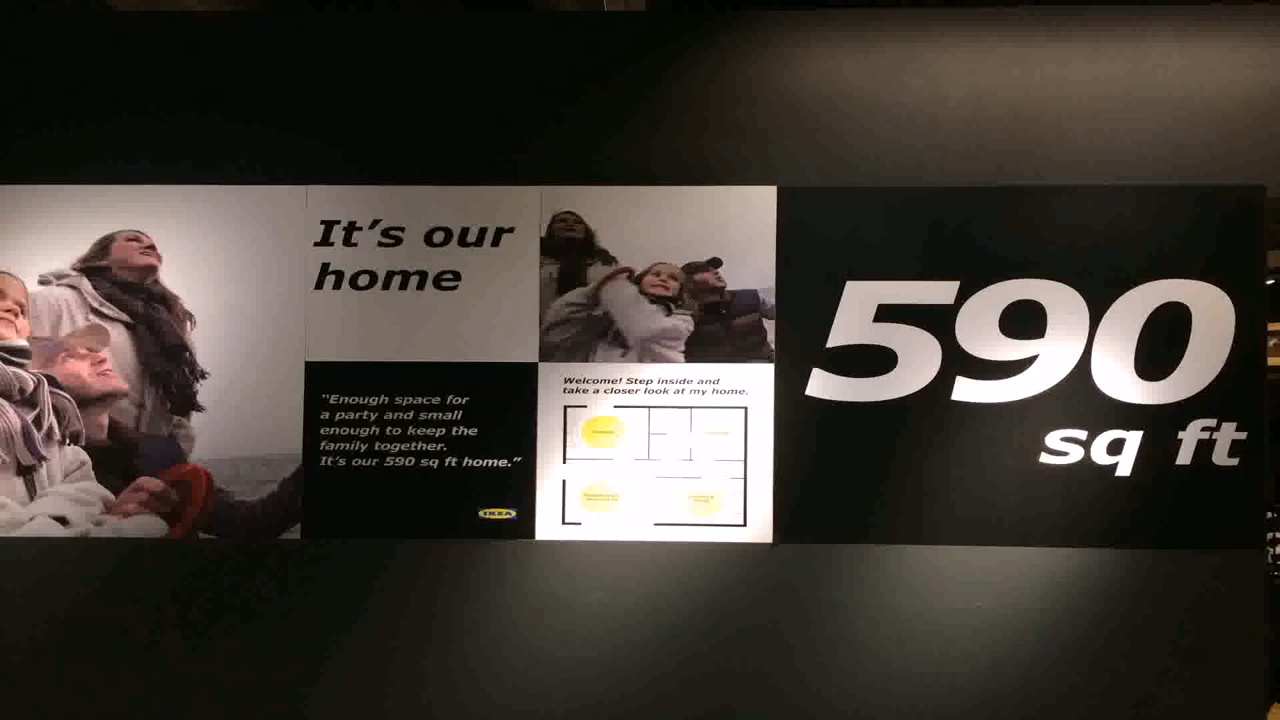 It's our
home
"Enough space for
a party and small
enough to keep the
family together.
It's our 590 sq ft home."
IKEA
Welcome! Step inside and
take a closer look at my home.
590
sq ft